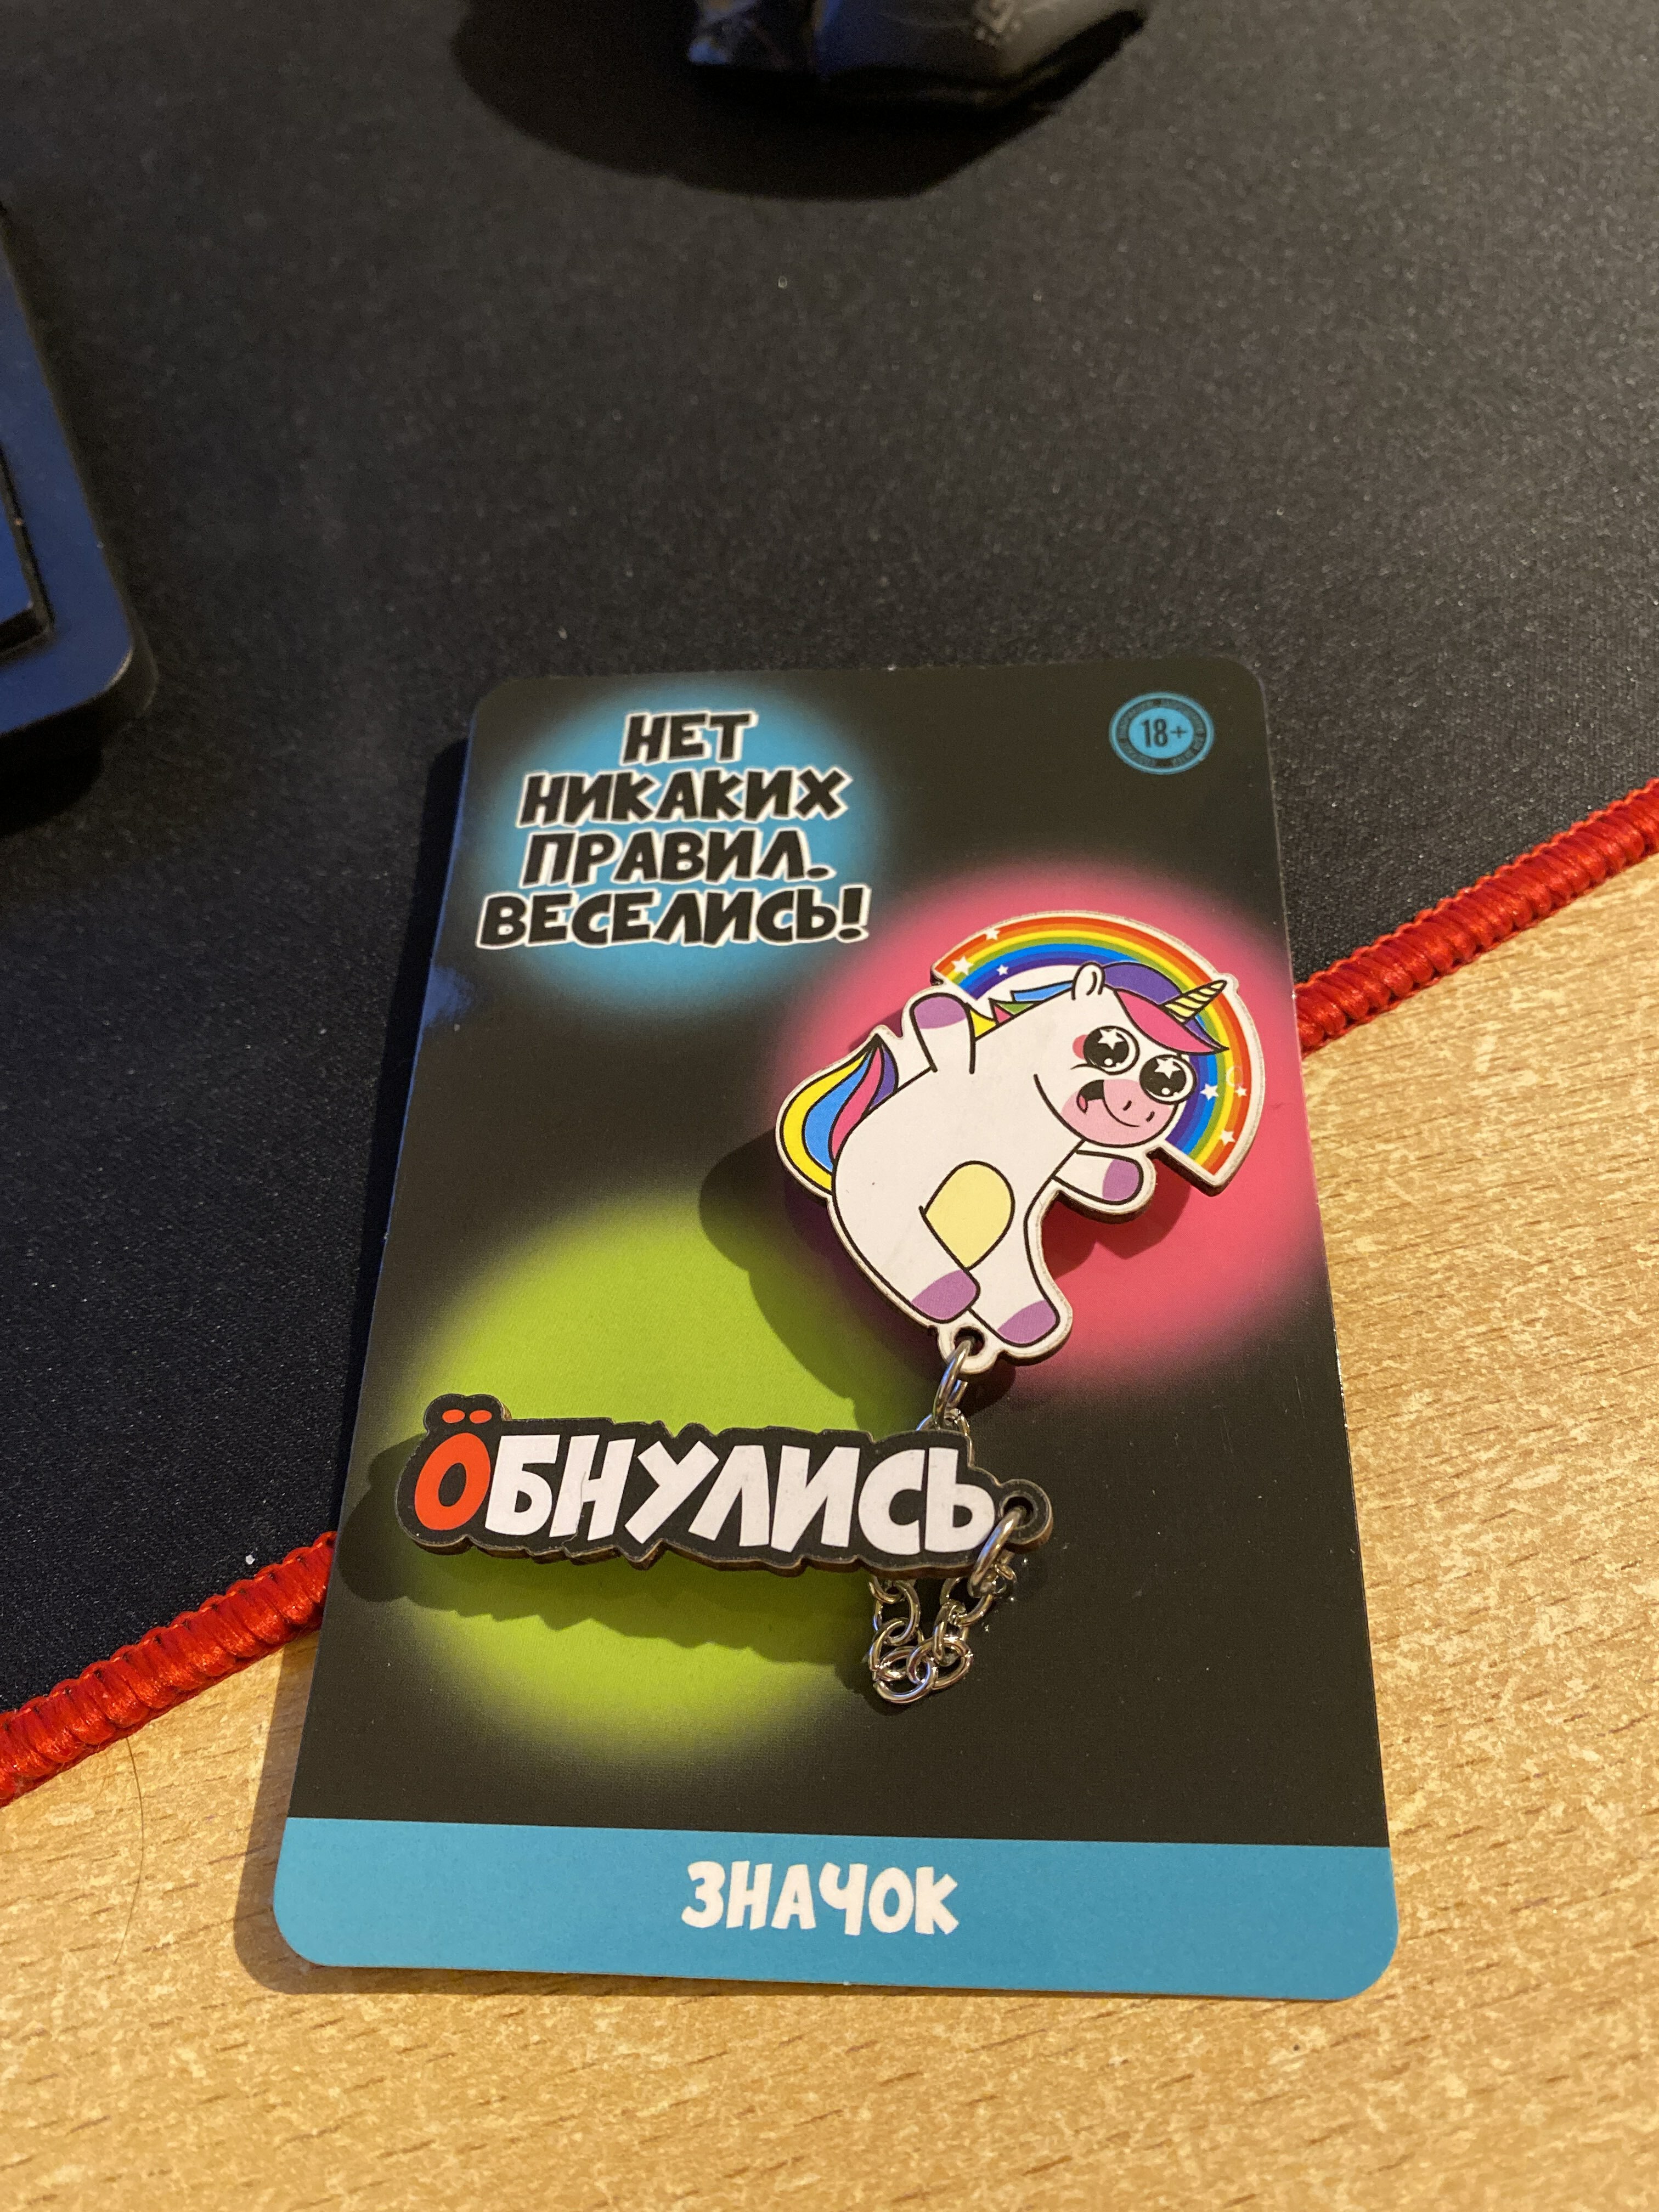 НЕТ
НИКАКИХ
ПРАВИЛ.
ВЕСЕЛИСЬ!
18+
ÖБНУЛИСЬ
ЗНАЧОК